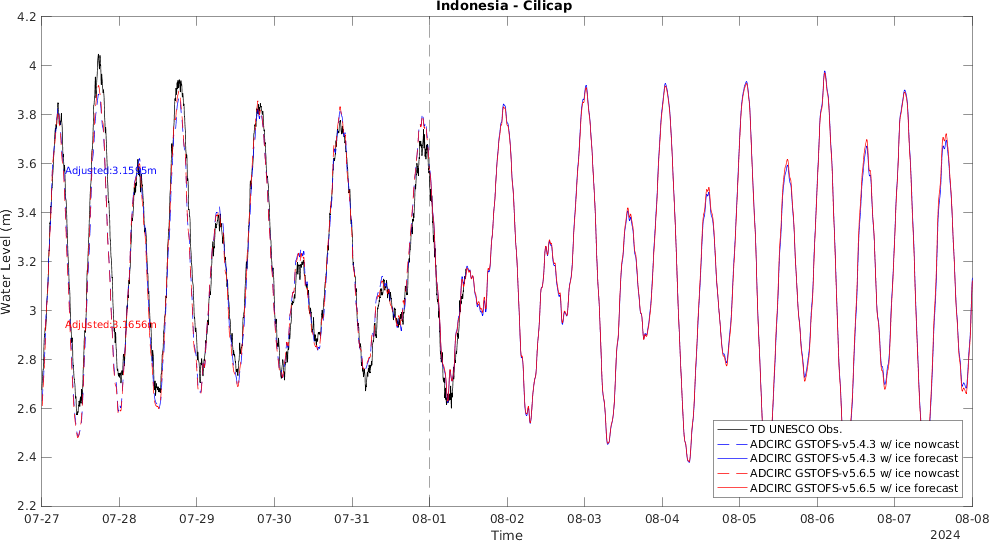 Indonesia - Cilicap
4.2
4
3.8
3.6
3.4
3.2
3
2.8
2.6
2.4
2.2
Water Level (m)
Adjusted:3.1595m
Adjusted:3.1656m
TD UNESCO Obs.
ADCIRC GSTOFS-v5.4.3 w/ ice nowcast
ADCIRC GSTOFS-v5.4.3 w/ ice forecast
ADCIRC GSTOFS-v5.6.5 w/ ice nowcast
ADCIRC GSTOFS-v5.6.5 w/ ice forecast
07-27 07-28 07-29 07-30 07-31 08-01 08-02 08-03 08-04 08-05 08-06 08-07 08-08
Time
2024